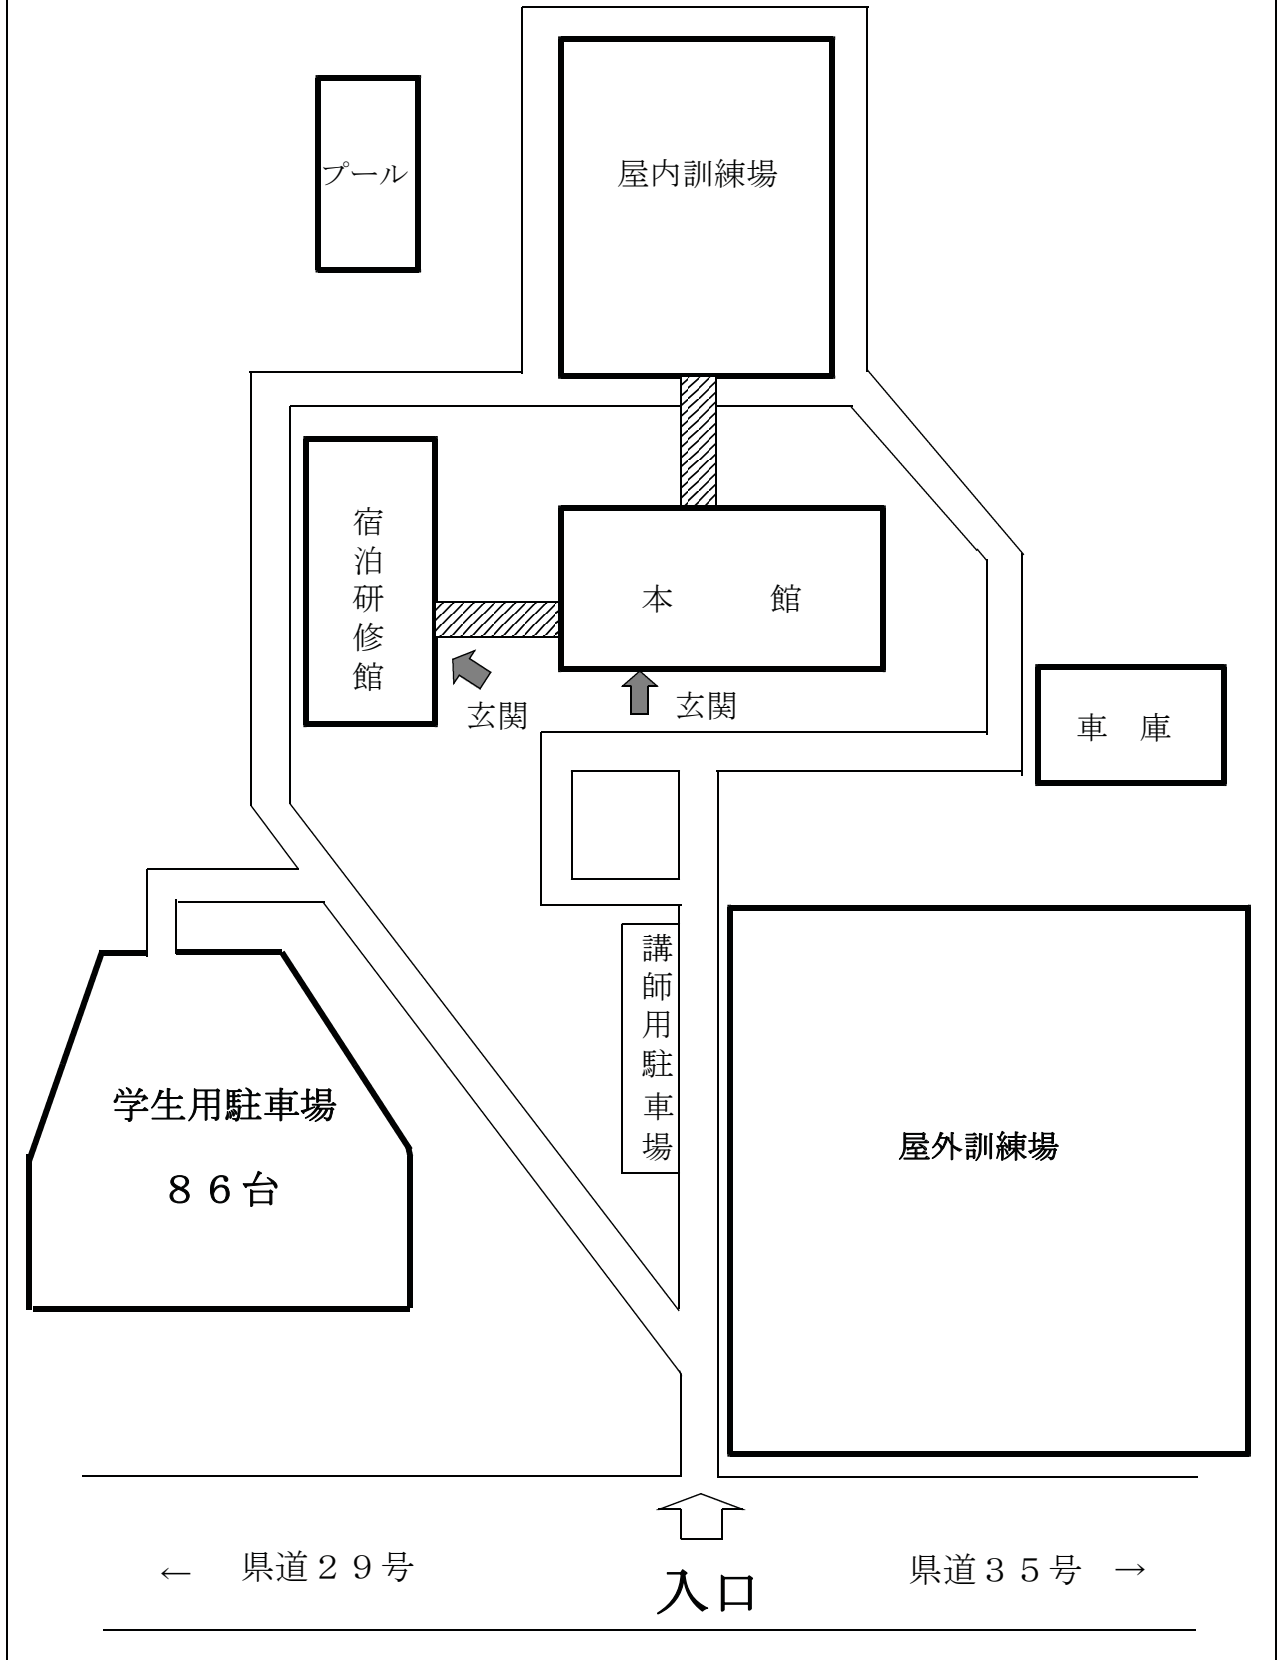 プール
屋内訓練場
宿泊研修館
本　　館
玄関
玄関
車　庫
講師用駐車場
学生用駐車場
８６台
屋外訓練場
←　県道２９号
県道３５号　→
入口